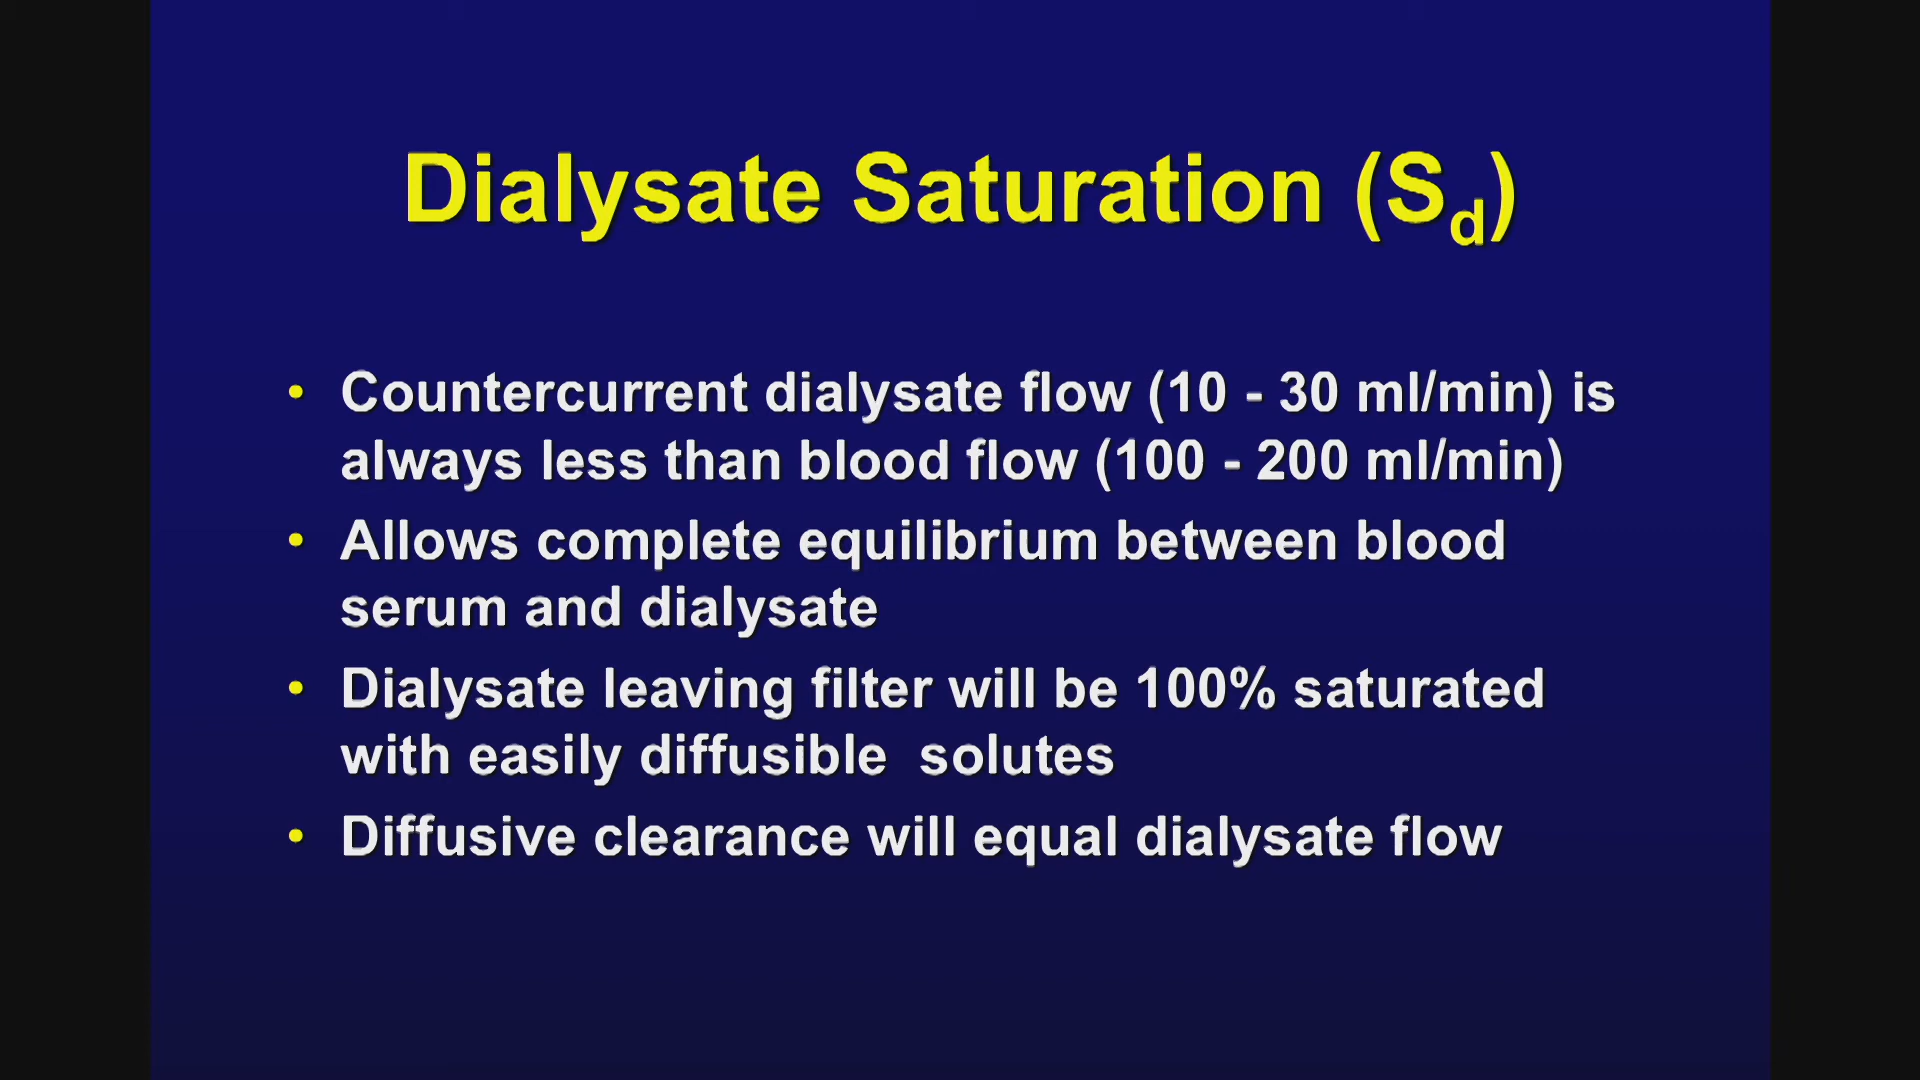 Dialysate Saturation (Sd)
• Countercurrent dialysate flow (10 - 30 ml/min) is
always less than blood flow (100 - 200 ml/min)
• Allows complete equilibrium between blood
serum and dialysate
• Dialysate leaving filter will be 100% saturated
with easily diffusible  solutes
• Diffusive clearance will equal dialysate flow